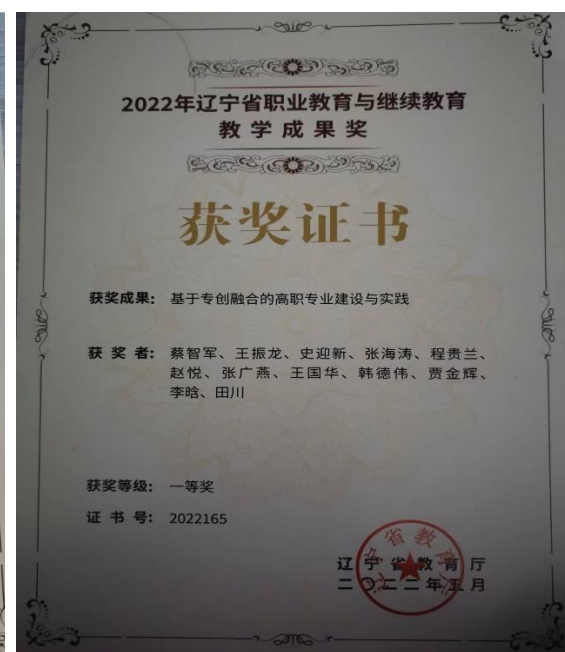 2022年辽宁省职业教育与继续教育
教学成果奖
获奖证书
获奖成果： 基于专创融合的高职专业建设与实践
获 奖 者： 蔡智军、王振龙、史迎新、张海涛、程贵兰、
赵悦、张广燕、王国华、韩德伟、贾金辉、
李晗、田川
获奖等级： 一等奖
证 书 号： 2022165
辽宁省教育厅
二〇二二年五月